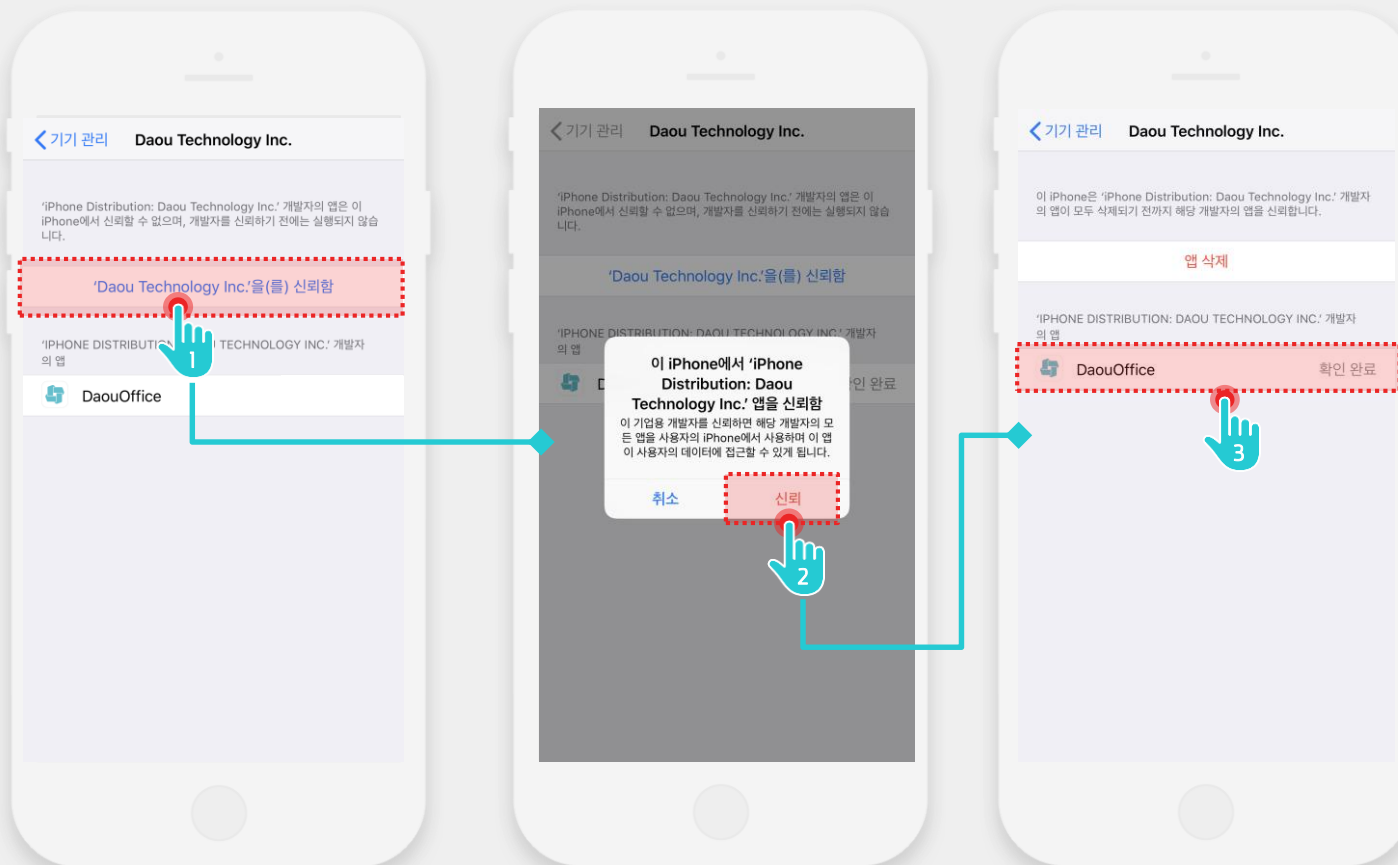 기기 관리 Daou Technology Inc.
'iPhone Distribution: Daou Technology Inc.' 개발자의 앱은 이
iPhone에서 신뢰할 수 없으며, 개발자를 신뢰하기 전에는 실행되지 않습
니다.
'Daou Technology Inc.'을(를) 신뢰함
'IPHONE DISTRIBUTION: DAOU TECHNOLOGY INC.' 개발자
의 앱
DaouOffice
1
기기 관리 Daou Technology Inc.
'iPhone Distribution: Daou Technology Inc.' 개발자의 앱은 이
iPhone에서 신뢰할 수 없으며, 개발자를 신뢰하기 전에는 실행되지 않습
니다.
'Daou Technology Inc.'을(를) 신뢰함
'IPHONE DISTRIBUTION: DAOU TECHNOLOGY INC.' 개발자
의 앱
이 iPhone에서 'iPhone
Distribution: Daou
Technology Inc.' 앱을 신뢰함
이 기업용 개발자를 신뢰하면 해당 개발자의 모
든 앱을 사용자의 iPhone에서 사용하며 이 앱
이 사용자의 데이터에 접근할 수 있게 됩니다.
취소 신뢰
완료
2
기기 관리 Daou Technology Inc.
이 iPhone은 'iPhone Distribution: Daou Technology Inc.' 개발자
의 앱이 모두 삭제되기 전까지 해당 개발자의 앱을 신뢰합니다.
앱 삭제
'IPHONE DISTRIBUTION: DAOU TECHNOLOGY INC.' 개발자
의 앱
DaouOffice 확인 완료
3